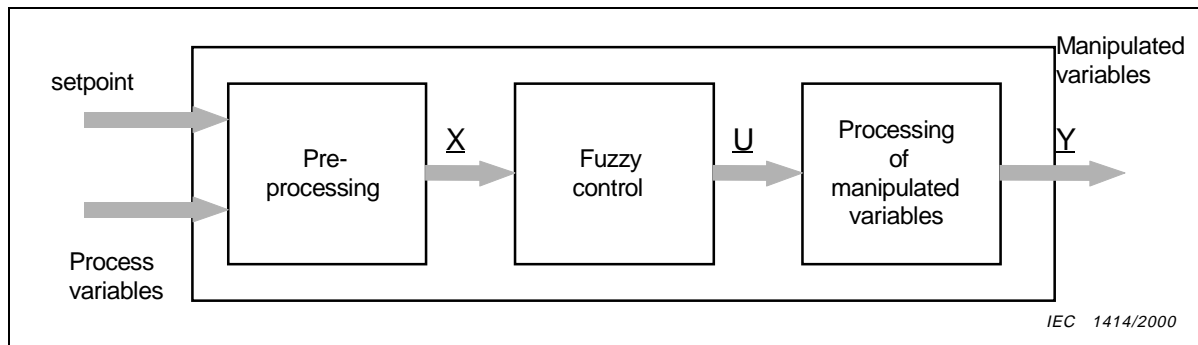 Manipulated
variables
setpoint
Pre-
processing
X
Fuzzy
control
U
Processing
of
manipulated
variables
Y
Process
variables
IEC 1414/2000